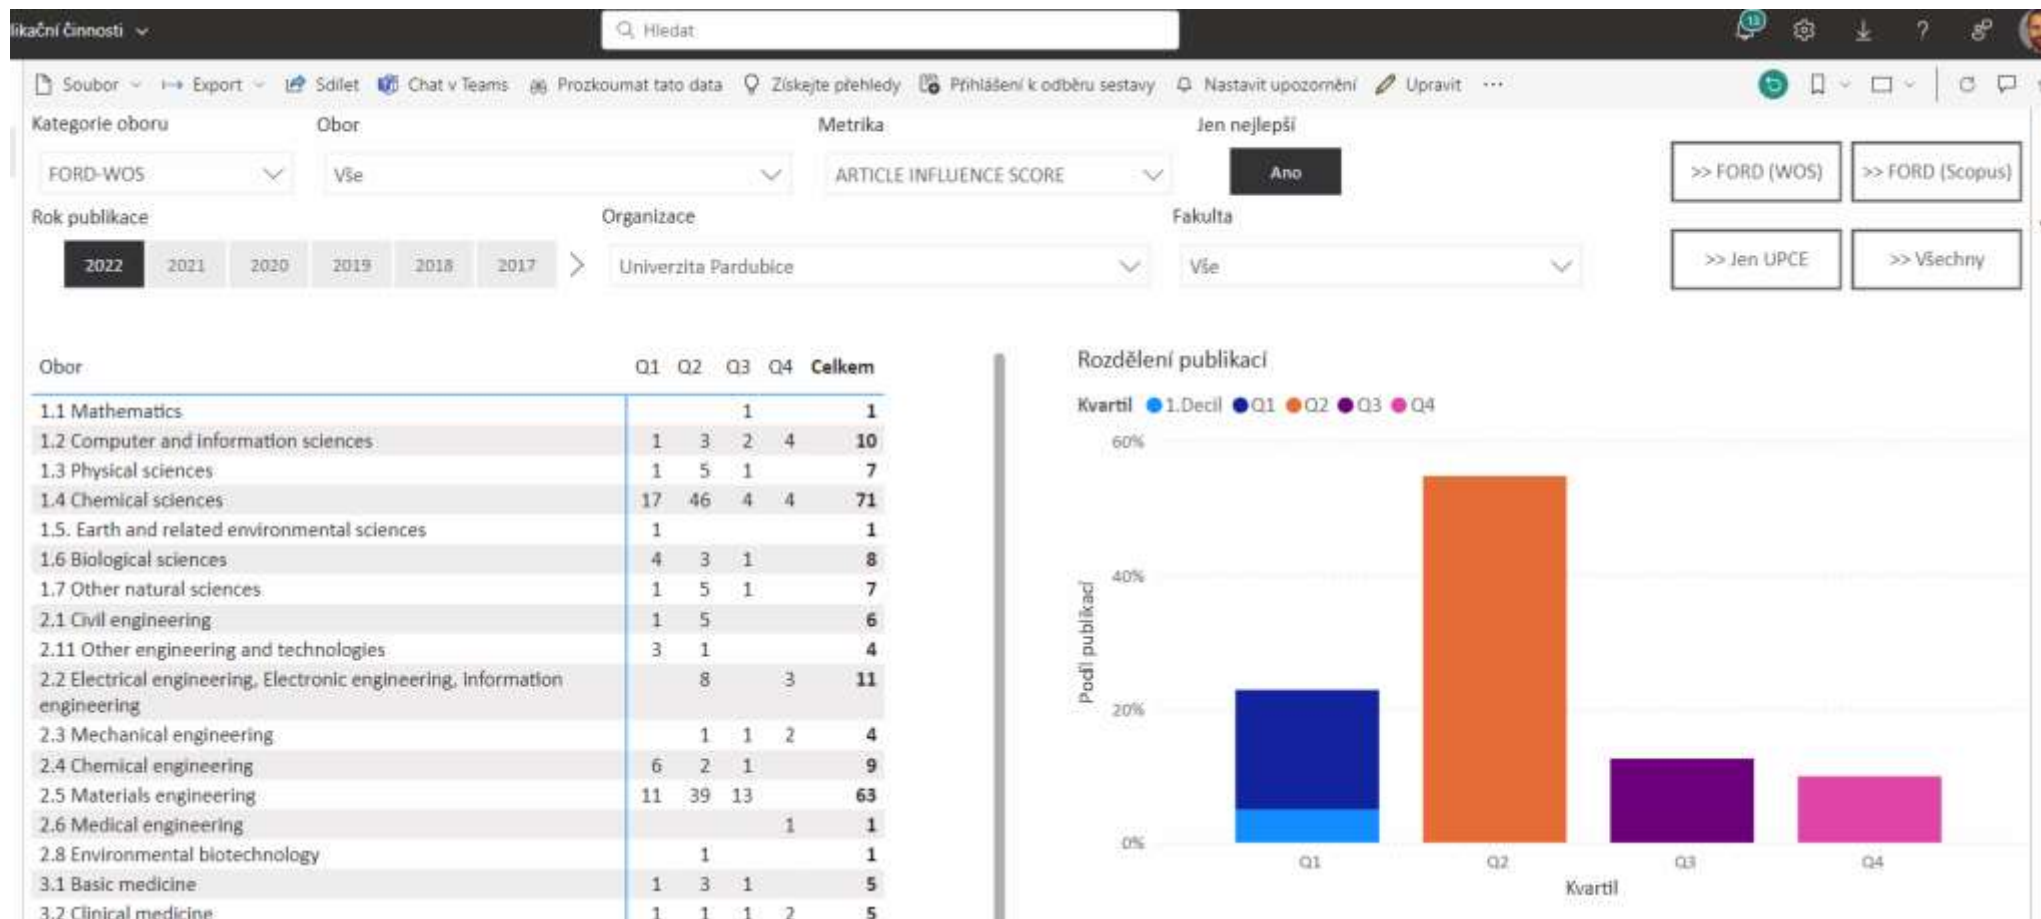 likační činnosti
Hledat
13
Soubor Export Sdílet Chat v Teams Prozkoumat tato data Získejte přehledy Přihlášení k odběru sestavy Nastavit upozornění Upravit ...
Kategorie oboru Obor Metrika Jen nejlepší
FORD-WOS Vše ARTICLE INFLUENCE SCORE Ano >> FORD (WOS) >> FORD (Scopus)
Rok publikace Organizace Fakulta
2022 2021 2020 2019 2018 2017 Univerzita Pardubice Vše >> Jen UPCE >> Všechny
Obor Q1 Q2 Q3 Q4 Celkem
1.1 Mathematics 1 1
1.2 Computer and information sciences 1 3 2 4 10
1.3 Physical sciences 1 5 1 7
1.4 Chemical sciences 17 46 4 4 71
1.5. Earth and related environmental sciences 1 1
1.6 Biological sciences 4 3 1 8
1.7 Other natural sciences 1 5 1 7
2.1 Civil engineering 1 5 6
2.11 Other engineering and technologies 3 1 4
2.2 Electrical engineering, Electronic engineering, Information 8 3 11
engineering
2.3 Mechanical engineering 1 1 2 4
2.4 Chemical engineering 6 2 1 9
2.5 Materials engineering 11 39 13 63
2.6 Medical engineering 1 1
2.8 Environmental biotechnology 1 1
3.1 Basic medicine 1 3 1 5
3.2 Clinical medicine 1 1 1 2 5
Rozdělení publikací
Kvartil 1.Decil Q1 Q2 Q3 Q4
60%
40%
20%
0%
Podíl publikací
Q1 Q2 Q3 Q4
Kvartil